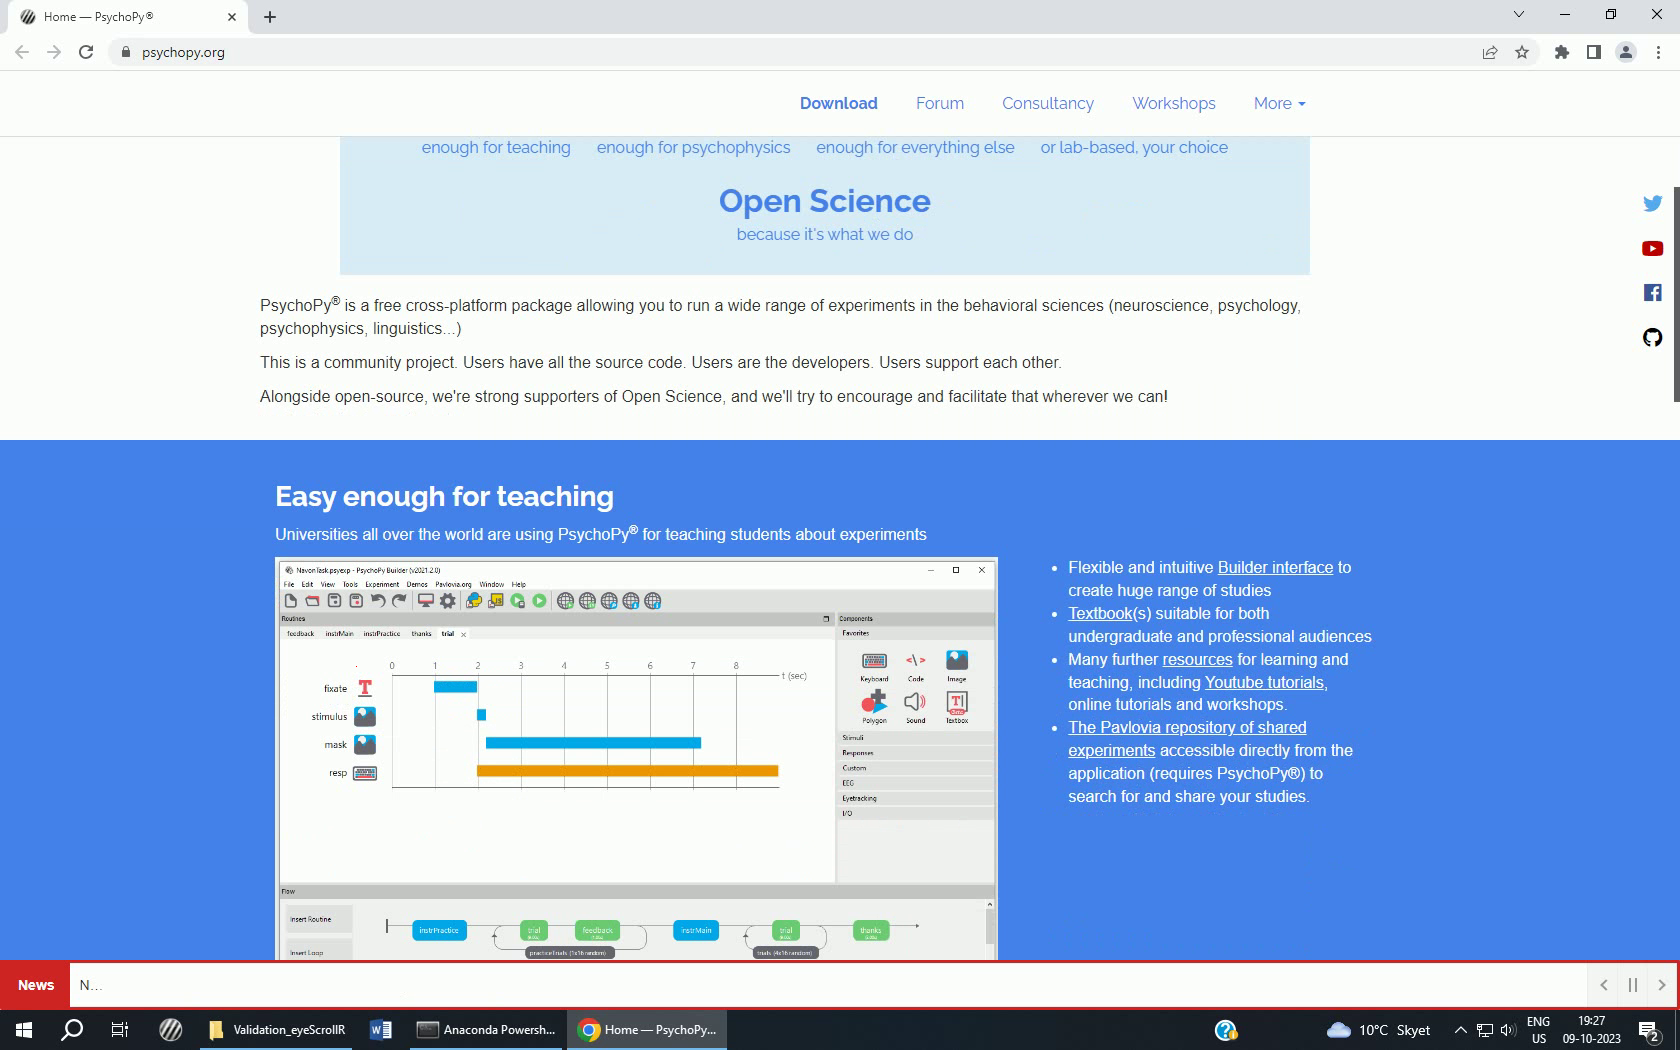 Home — PsychoPy®
psychopy.org
Download Forum Consultancy Workshops More
enough for teaching enough for psychophysics enough for everything else or lab-based, your choice
Open Science
because it's what we do
PsychoPy® is a free cross-platform package allowing you to run a wide range of experiments in the behavioral sciences (neuroscience, psychology,
psychophysics, linguistics...)
This is a community project. Users have all the source code. Users are the developers. Users support each other.
Alongside open-source, we're strong supporters of Open Science, and we'll try to encourage and facilitate that wherever we can!
Easy enough for teaching
Universities all over the world are using PsychoPy® for teaching students about experiments
NavonTask.psyexp - PsychoPy Builder (v2021.2.0)
File Edit View Tools Experiment Demos Pavlovia.org Window Help
Routines
feedback instrMain instrPractice thanks trial
0 1 2 3 4 5 6 7 8
t (sec)
fixate
stimulus
mask
resp
Components
Favorites
Keyboard Code Image
Polygon Sound Textbox
Stimuli
Responses
Custom
EEG
Eyetracking
I/O
Flow
Insert Routine
Insert Loop
instrPractice trial feedback instrMain trial thanks
practiceTrials (1x16 random) trials (4x16 random)
Flexible and intuitive Builder interface to
create huge range of studies
Textbook(s) suitable for both
undergraduate and professional audiences
Many further resources for learning and
teaching, including Youtube tutorials,
online tutorials and workshops.
The Pavlovia repository of shared
experiments accessible directly from the
application (requires PsychoPy®) to
search for and share your studies.
News N...
Validation_eyeScrollR Anaconda Powersh... Home — PsychoPy...
10°C Skyet
ENG
US
19:27
09-10-2023
2